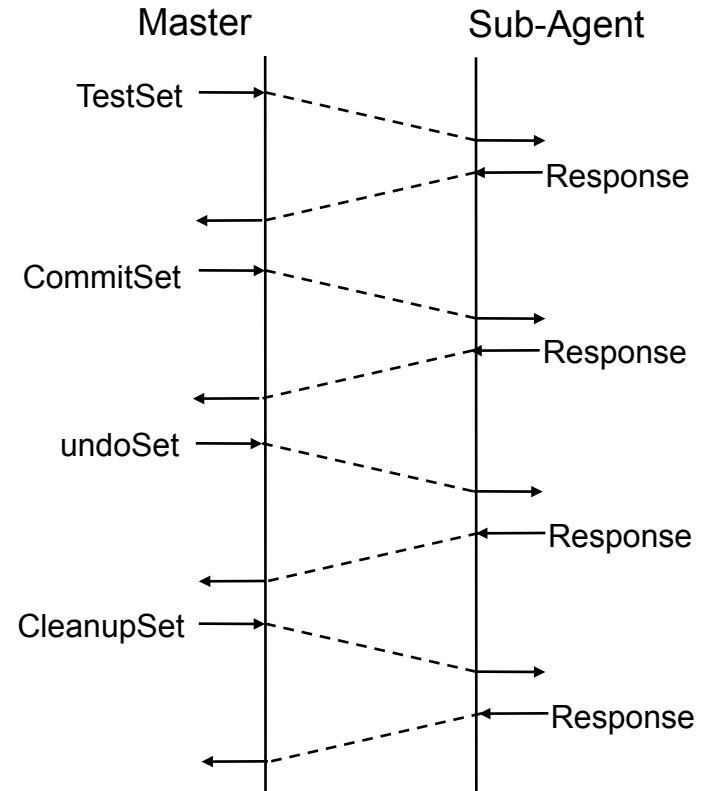 Master
Sub-Agent
TestSet
Response
CommitSet
Response
undoSet
Response
CleanupSet
Response